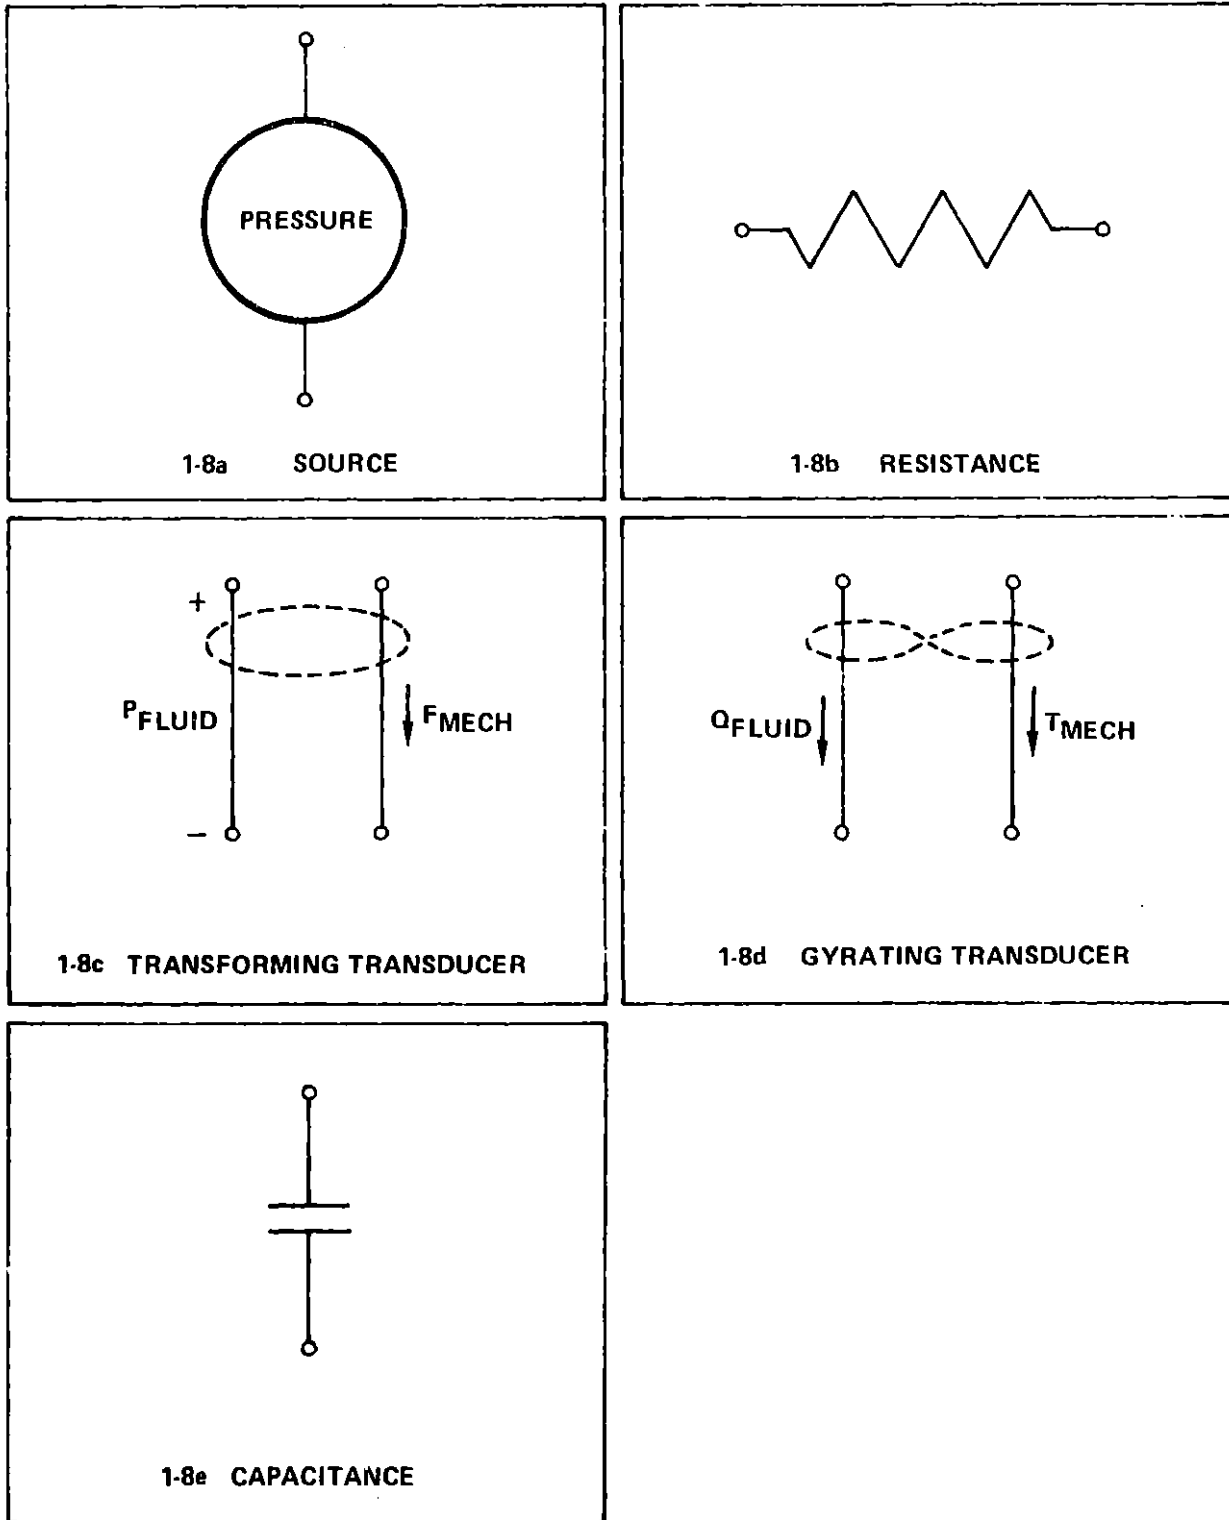 PRESSURE
1-8a SOURCE
1-8b RESISTANCE
+
PFLUID
FMECH
−
1-8c TRANSFORMING TRANSDUCER
QFLUID
TMECH
1-8d GYRATING TRANSDUCER
1-8e CAPACITANCE